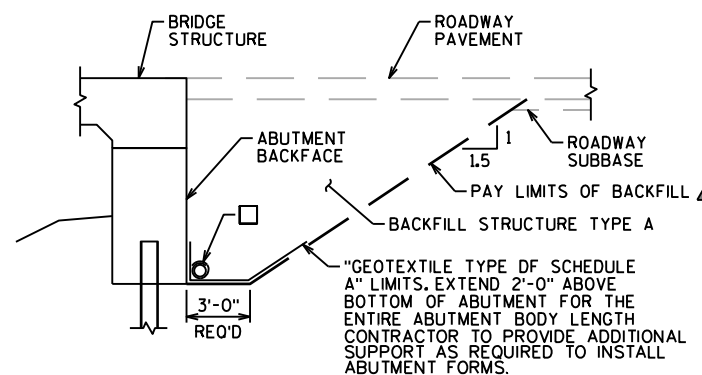 BRIDGE
STRUCTURE
ROADWAY
PAVEMENT
ABUTMENT
BACKFACE
1
1.5
ROADWAY
SUBBASE
PAY LIMITS OF BACKFILL
BACKFILL STRUCTURE TYPE A
"GEOTEXTILE TYPE DF SCHEDULE
A" LIMITS. EXTEND 2'-0" ABOVE
BOTTOM OF ABUTMENT FOR THE
ENTIRE ABUTMENT BODY LENGTH
CONTRACTOR TO PROVIDE ADDITIONAL
SUPPORT AS REQUIRED TO INSTALL
ABUTMENT FORMS.
3'-0"
REQ'D